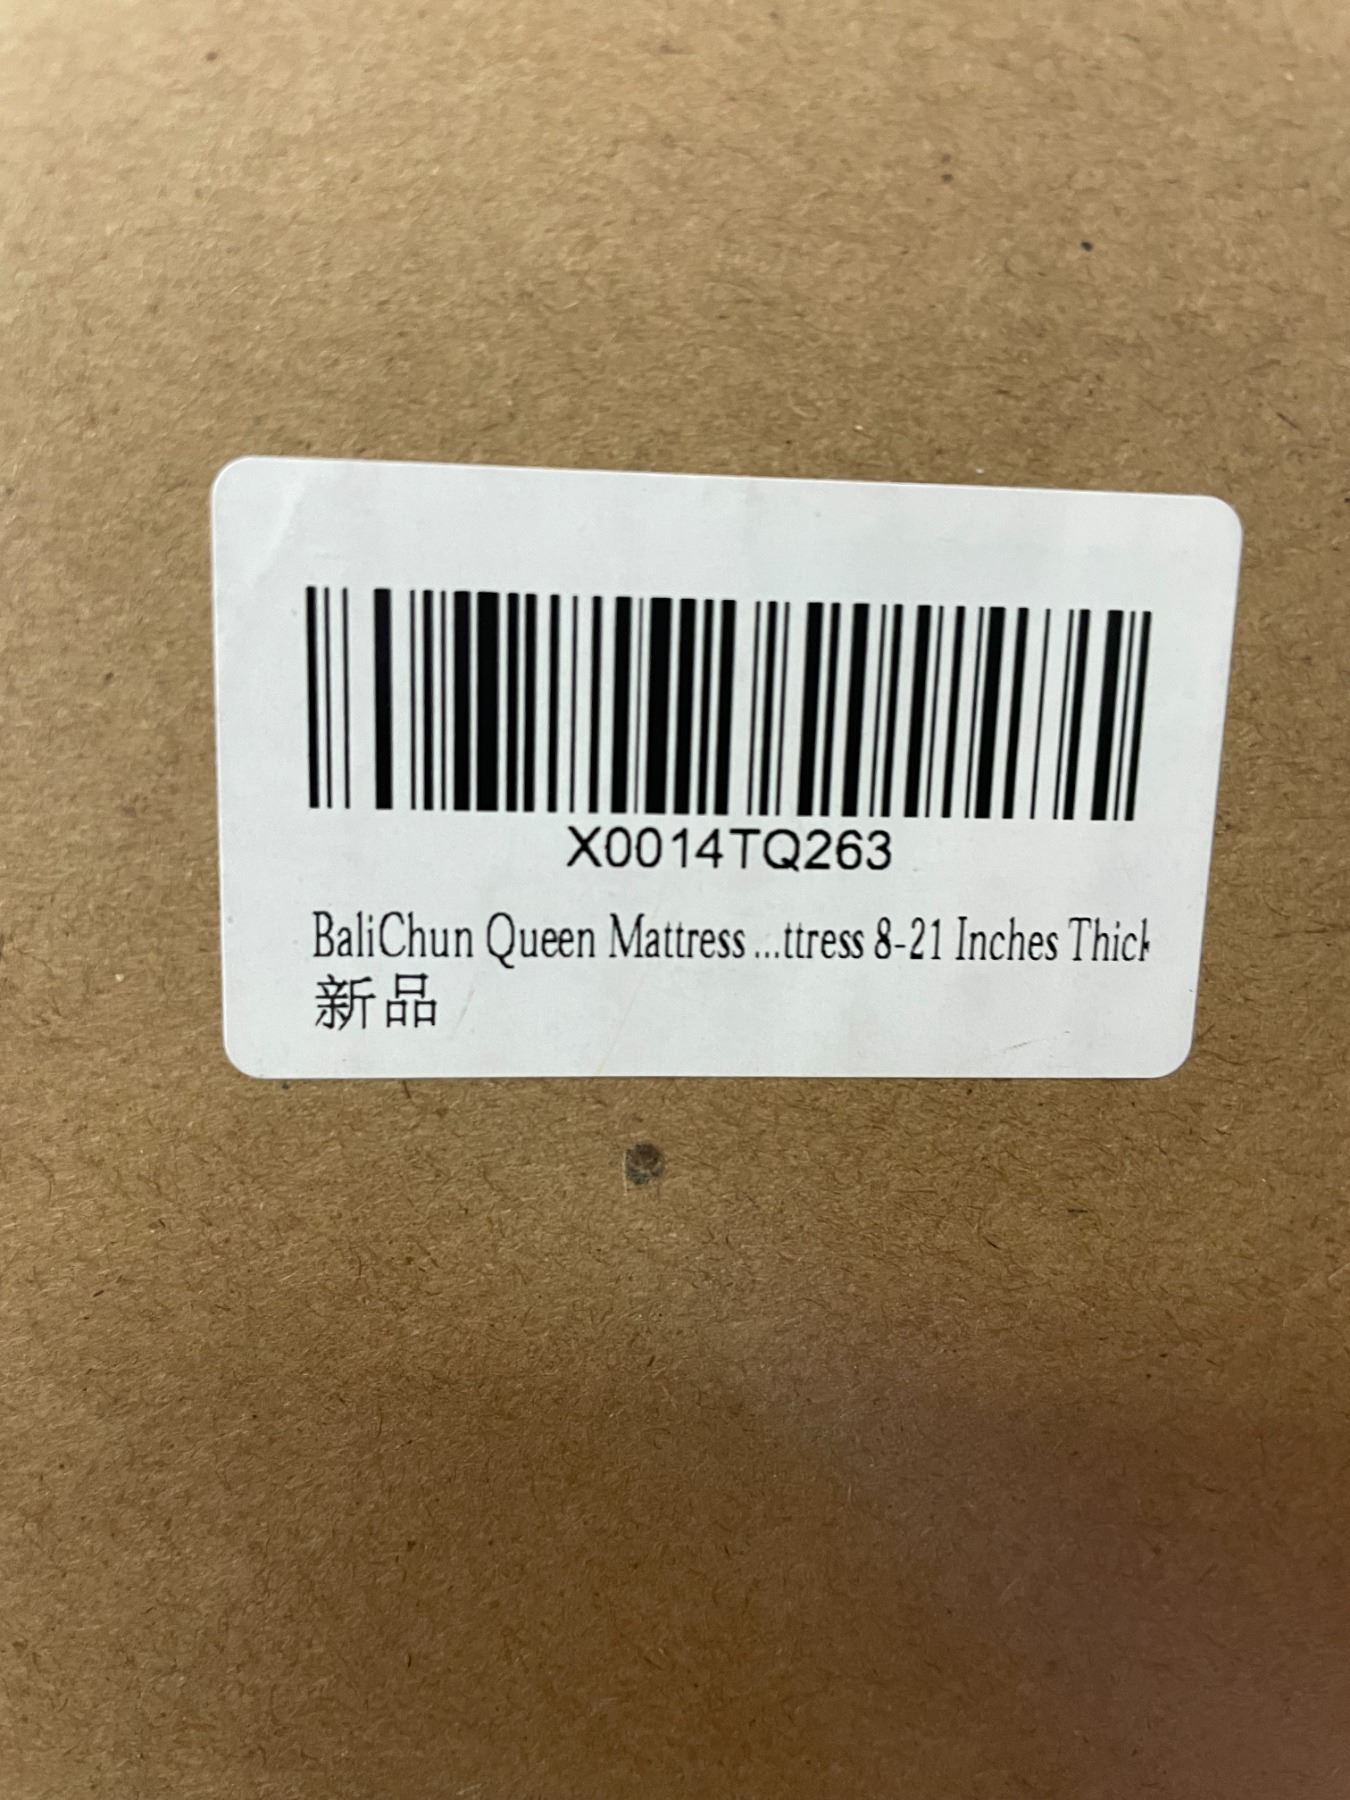 X0014TQ263
BaliChun Queen Mattress ...ttress 8-21 Inches Thick
新品